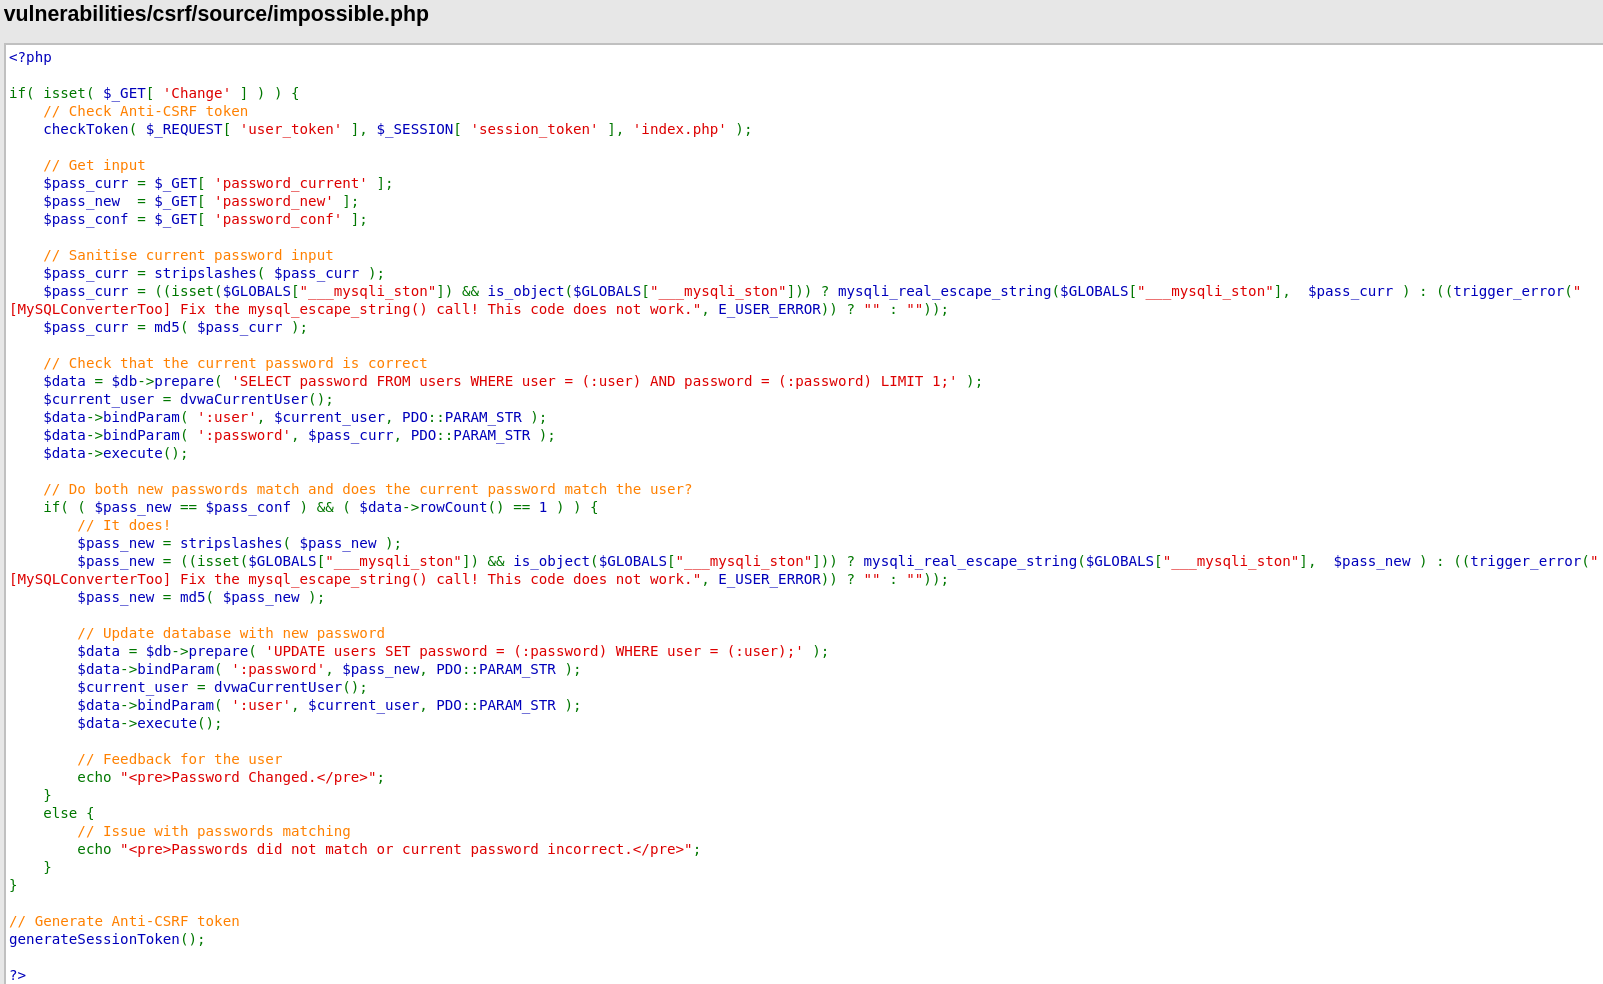 vulnerabilities/csrf/source/impossible.php
<?php
if( isset( $_GET[ 'Change' ] ) ) {
    // Check Anti-CSRF token
    checkToken( $_REQUEST[ 'user_token' ], $_SESSION[ 'session_token' ], 'index.php' );
    // Get input
    $pass_curr = $_GET[ 'password_current' ];
    $pass_new  = $_GET[ 'password_new' ];
    $pass_conf = $_GET[ 'password_conf' ];
    // Sanitise current password input
    $pass_curr = stripslashes( $pass_curr );
    $pass_curr = ((isset($GLOBALS["___mysqli_ston"]) && is_object($GLOBALS["___mysqli_ston"])) ? mysqli_real_escape_string($GLOBALS["___mysqli_ston"],  $pass_curr ) : ((trigger_error("
[MySQLConverterToo] Fix the mysql_escape_string() call! This code does not work.", E_USER_ERROR)) ? "" : ""));
    $pass_curr = md5( $pass_curr );
    // Check that the current password is correct
    $data = $db->prepare( 'SELECT password FROM users WHERE user = (:user) AND password = (:password) LIMIT 1;' );
    $current_user = dvwaCurrentUser();
    $data->bindParam( ':user', $current_user, PDO::PARAM_STR );
    $data->bindParam( ':password', $pass_curr, PDO::PARAM_STR );
    $data->execute();
    // Do both new passwords match and does the current password match the user?
    if( ( $pass_new == $pass_conf ) && ( $data->rowCount() == 1 ) ) {
        // It does!
        $pass_new = stripslashes( $pass_new );
        $pass_new = ((isset($GLOBALS["___mysqli_ston"]) && is_object($GLOBALS["___mysqli_ston"])) ? mysqli_real_escape_string($GLOBALS["___mysqli_ston"],  $pass_new ) : ((trigger_error("
[MySQLConverterToo] Fix the mysql_escape_string() call! This code does not work.", E_USER_ERROR)) ? "" : ""));
        $pass_new = md5( $pass_new );
        // Update database with new password
        $data = $db->prepare( 'UPDATE users SET password = (:password) WHERE user = (:user);' );
        $data->bindParam( ':password', $pass_new, PDO::PARAM_STR );
        $current_user = dvwaCurrentUser();
        $data->bindParam( ':user', $current_user, PDO::PARAM_STR );
        $data->execute();
        // Feedback for the user
        echo "<pre>Password Changed.</pre>";
    }
    else {
        // Issue with passwords matching
        echo "<pre>Passwords did not match or current password incorrect.</pre>";
    }
}
// Generate Anti-CSRF token
generateSessionToken();
?>